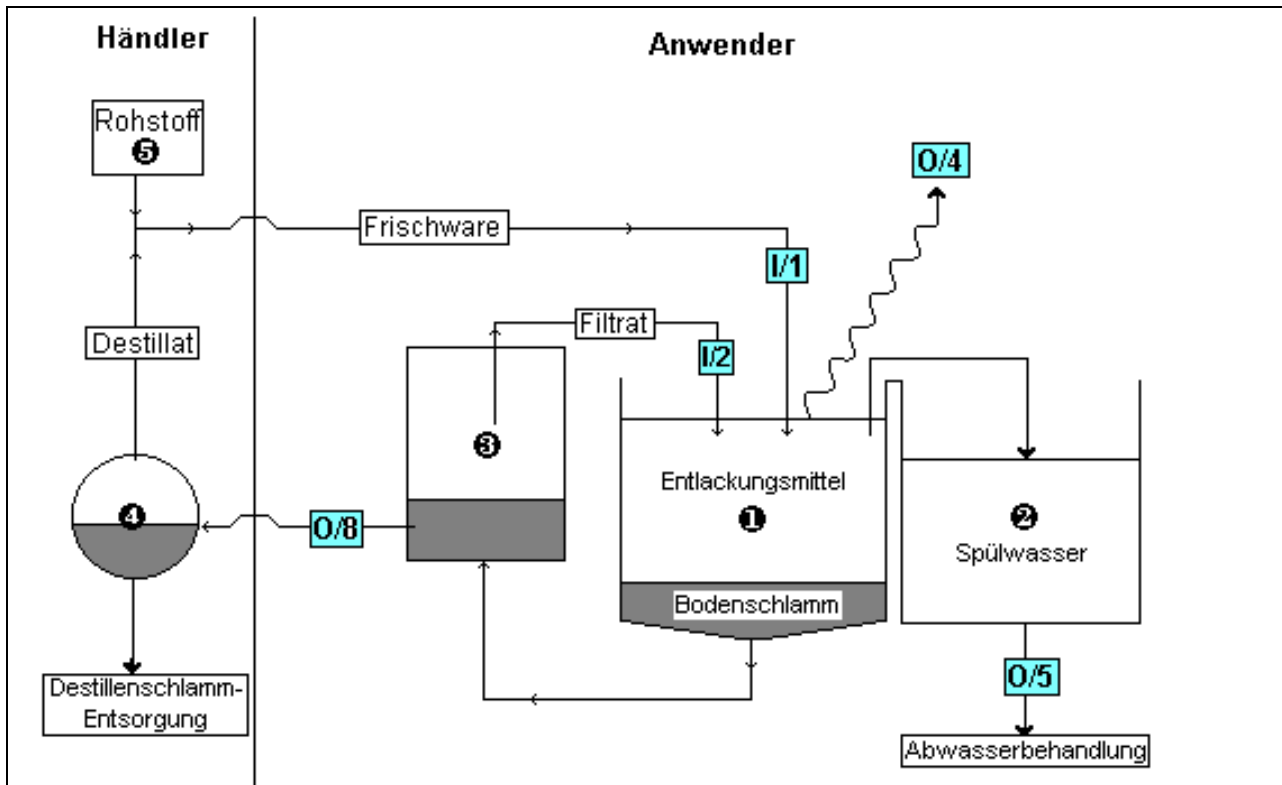 Händler
Anwender
Rohstoff
❺
O/4
Frischware
I/1
Filtrat
Destillat
I/2
❸
Entlackungsmittel
❹
❶
❷
O/8
Spülwasser
Bodenschlamm
O/5
Destillenschlamm-
Entsorgung
Abwasserbehandlung